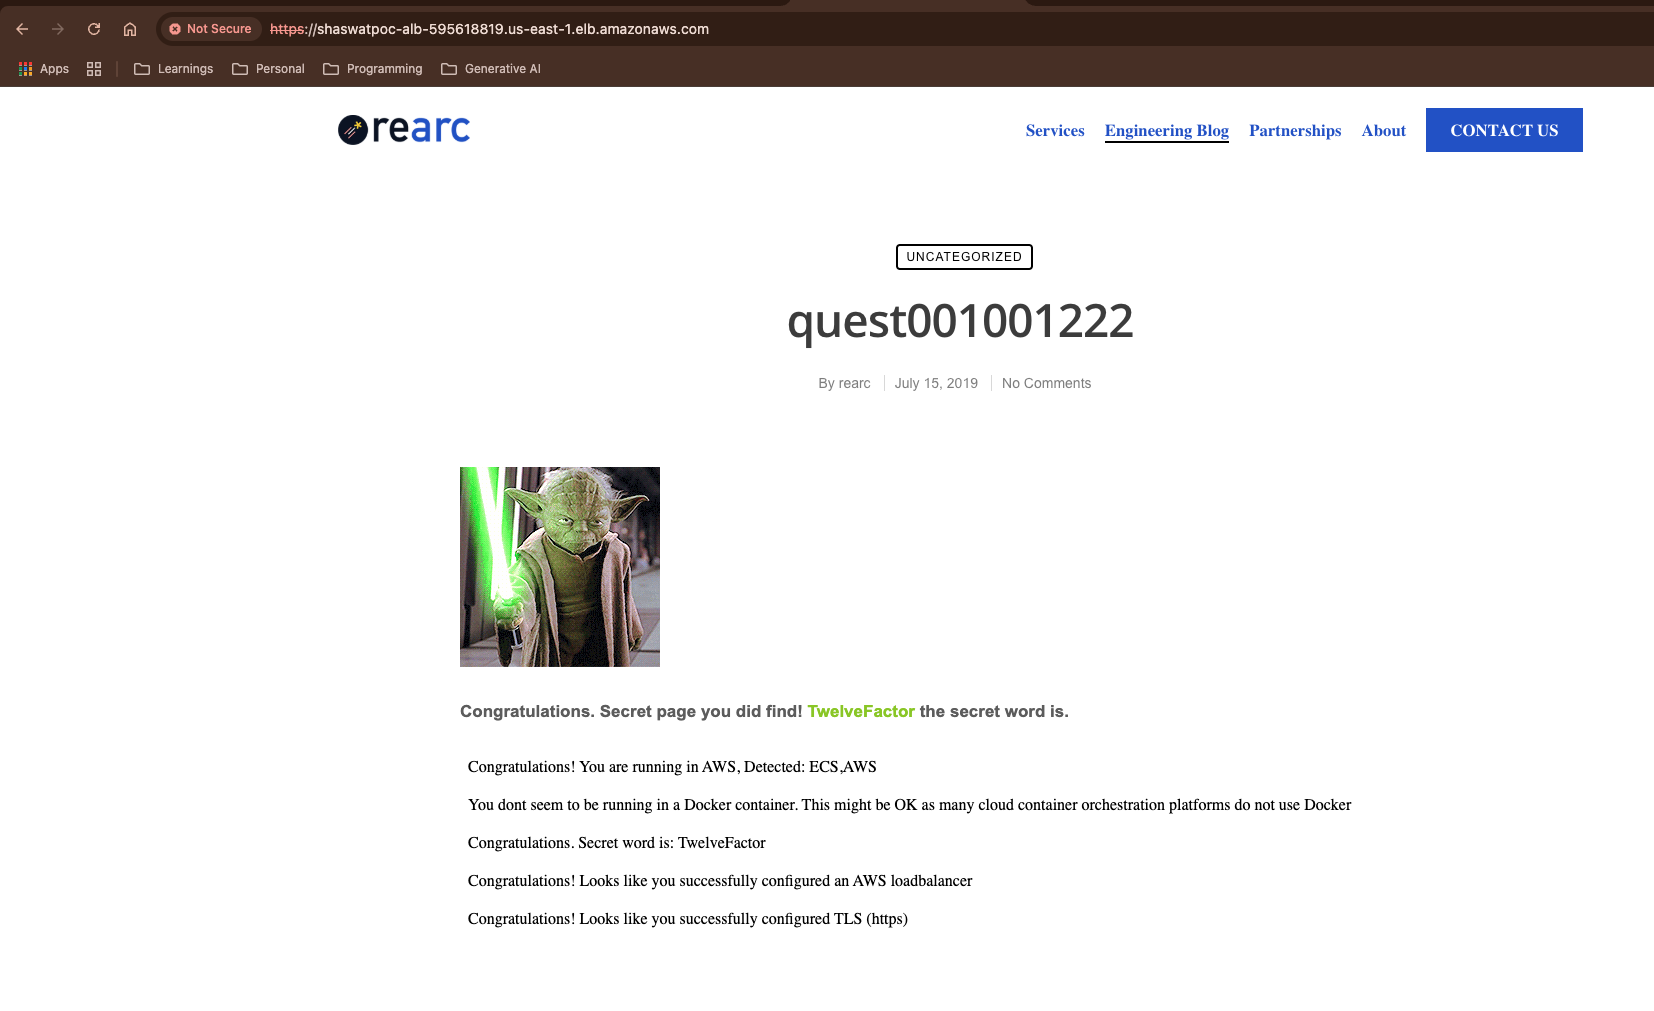 Not Secure https://shaswatpoc-alb-595618819.us-east-1.elb.amazonaws.com
Apps Learnings Personal Programming Generative AI
rearc Services Engineering Blog Partnerships About CONTACT US
UNCATEGORIZED
quest001001222
By rearc July 15, 2019 No Comments
Congratulations. Secret page you did find! TwelveFactor the secret word is.
Congratulations! You are running in AWS, Detected: ECS,AWS
You dont seem to be running in a Docker container. This might be OK as many cloud container orchestration platforms do not use Docker
Congratulations. Secret word is: TwelveFactor
Congratulations! Looks like you successfully configured an AWS loadbalancer
Congratulations! Looks like you successfully configured TLS (https)